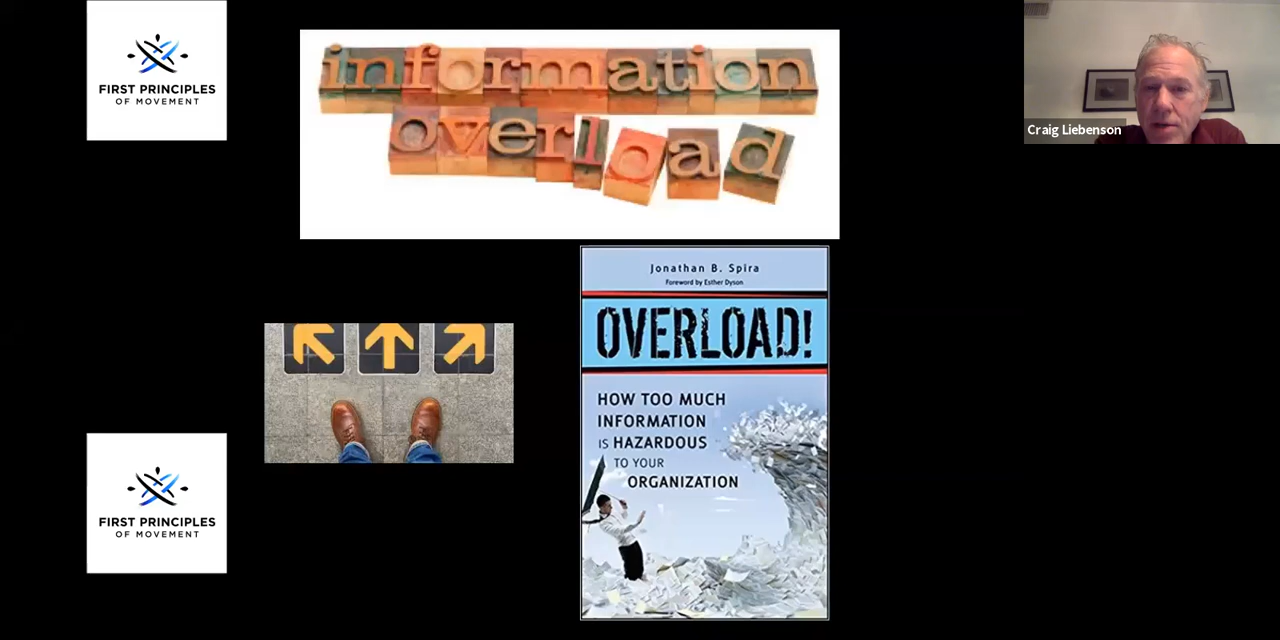 FIRST PRINCIPLES
OF MOVEMENT
information
overload
Craig Liebenson
Jonathan B. Spira
Foreword by Esther Dyson
OVERLOAD!
HOW TOO MUCH
INFORMATION
IS HAZARDOUS
TO YOUR
ORGANIZATION
FIRST PRINCIPLES
OF MOVEMENT